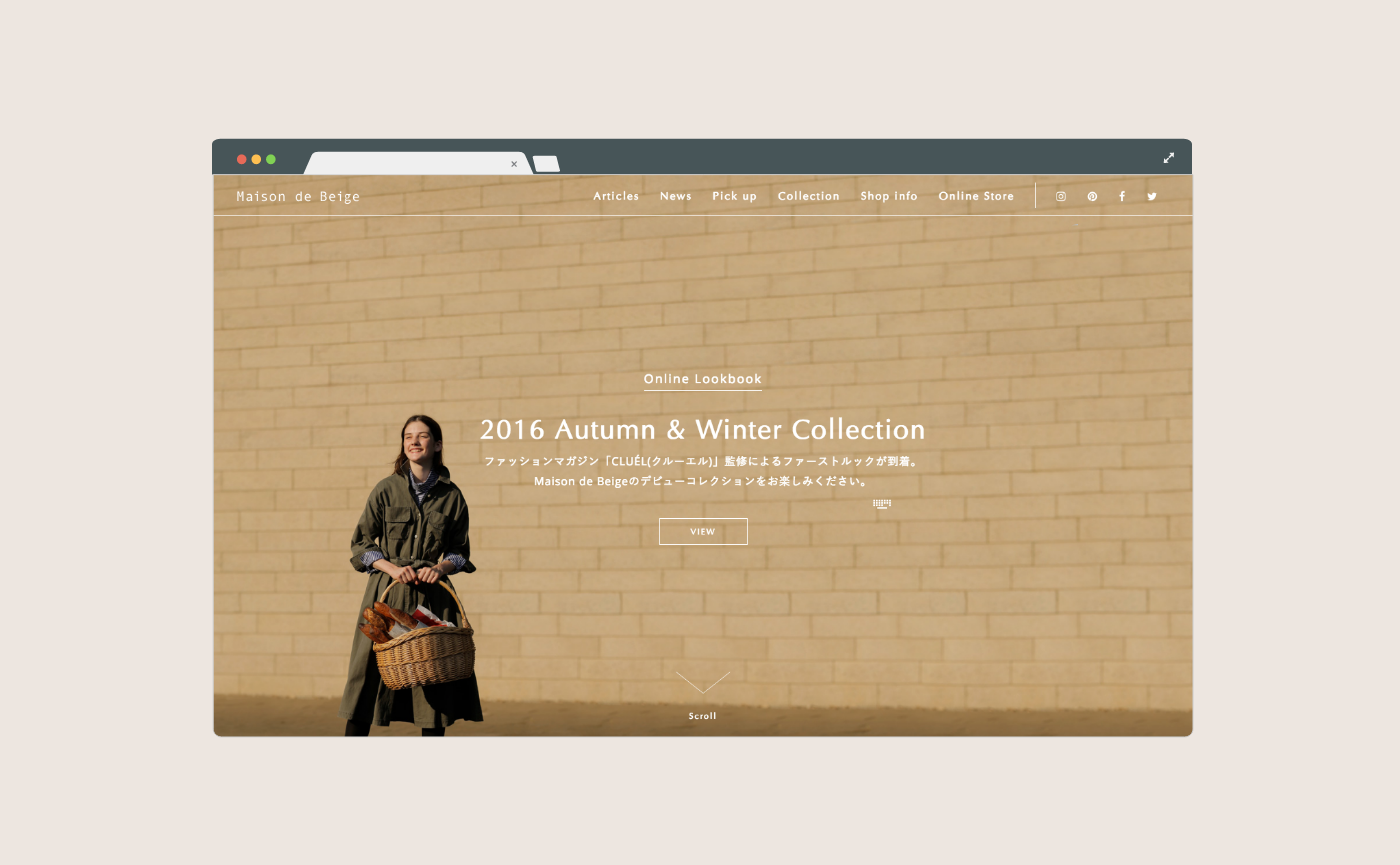 Maison de Beige
Articles News Pick up Collection Shop info Online Store
Online Lookbook
2016 Autumn & Winter Collection
ファッションマガジン「CLUÉL(クルーエル)」監修によるファーストルックが到着。
Maison de Beigeのデビューコレクションをお楽しみください。
VIEW
Scroll